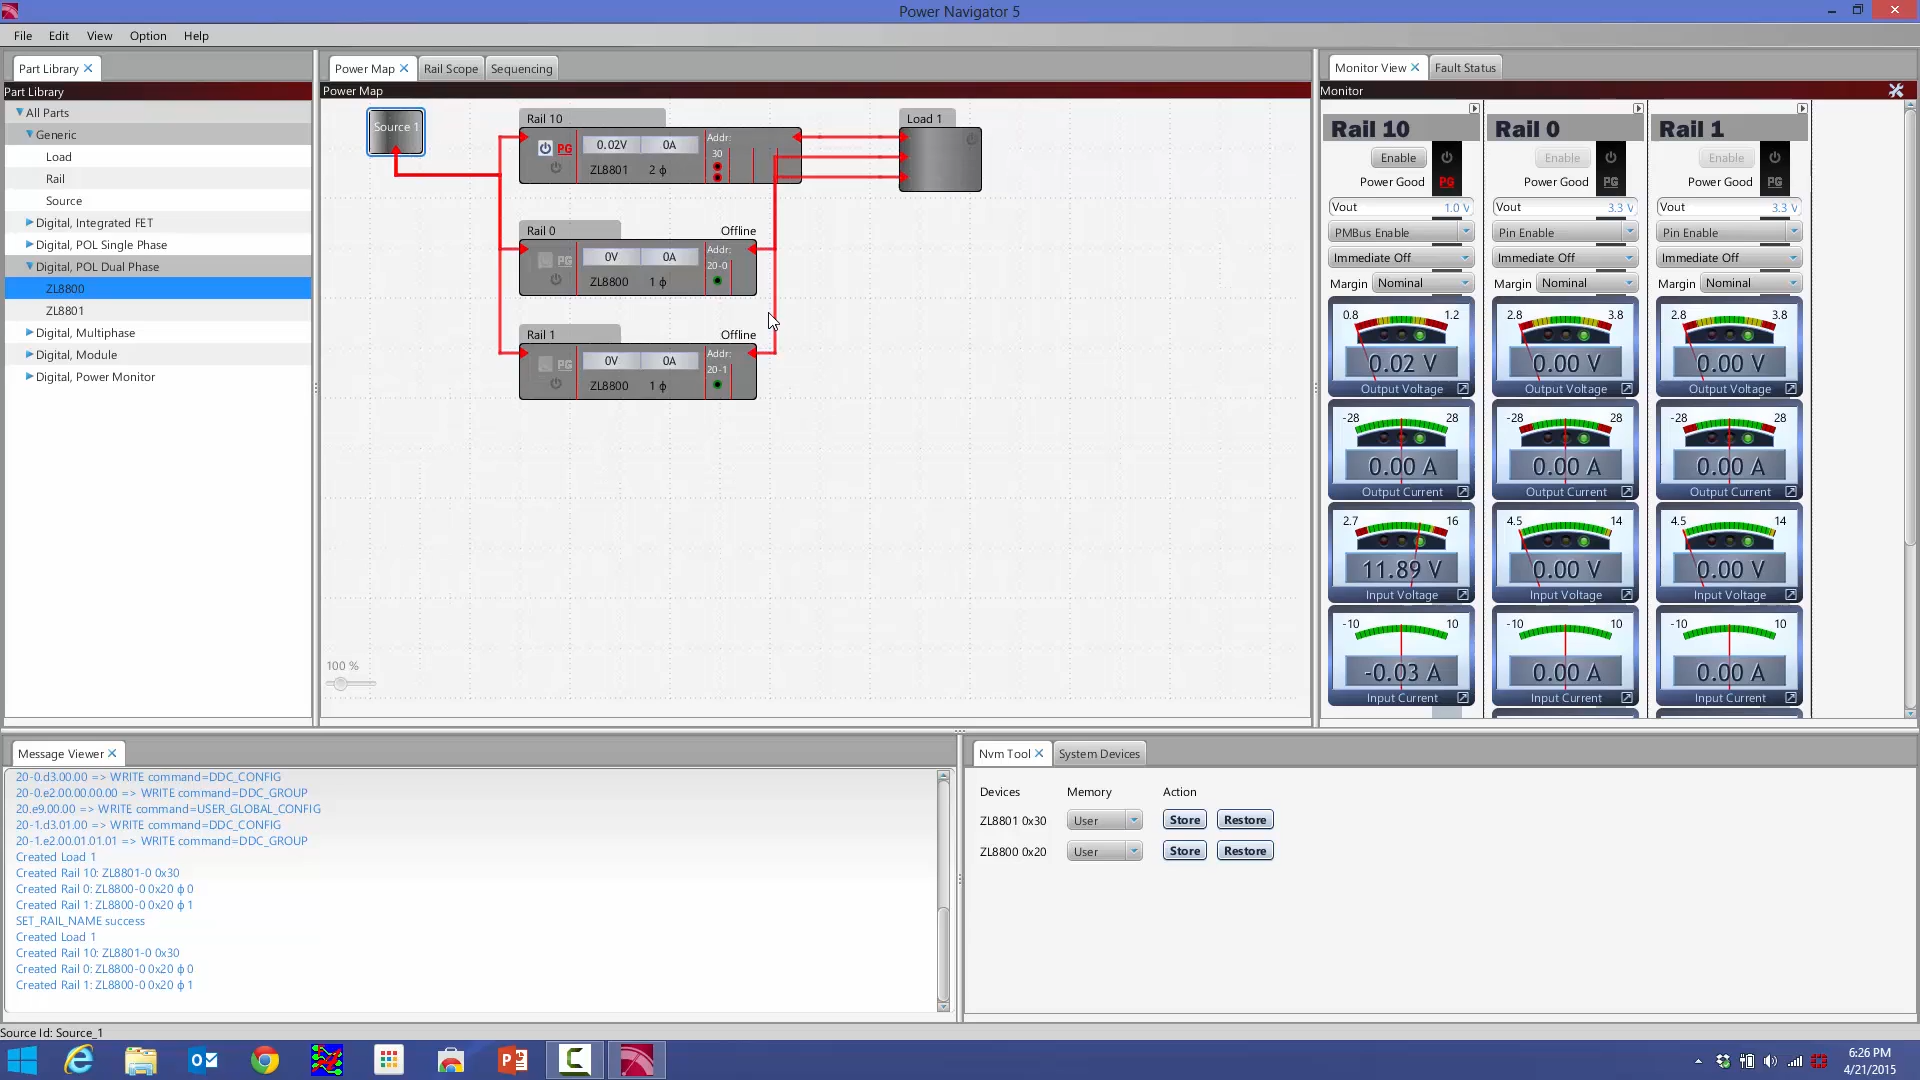 Power Navigator 5
File Edit View Option Help
Part Library
Part Library
All Parts
Generic
Load
Rail
Source
Digital, Integrated FET
Digital, POL Single Phase
Digital, POL Dual Phase
ZL8800
ZL8801
Digital, Multiphase
Digital, Module
Digital, Power Monitor
Power Map Rail Scope Sequencing
Power Map
Source 1
Rail 10
PG 0.02V 0A Addr:
30
ZL8801 2 ϕ
Load 1
Rail 0 Offline
PG 0V 0A Addr:
20-0
ZL8800 1 ϕ
Rail 1 Offline
PG 0V 0A Addr:
20-1
ZL8800 1 ϕ
100 %
Monitor View Fault Status
Monitor
Rail 10 Rail 0 Rail 1
Enable Enable Enable
Power Good PG Power Good PG Power Good PG
Vout 1.0 V Vout 3.3 V Vout 3.3 V
PMBus Enable Pin Enable Pin Enable
Immediate Off Immediate Off Immediate Off
Margin Nominal Margin Nominal Margin Nominal
0.8 1.2 2.8 3.8 2.8 3.8
0.02 V 0.00 V 0.00 V
Output Voltage Output Voltage Output Voltage
-28 28 -28 28 -28 28
0.00 A 0.00 A 0.00 A
Output Current Output Current Output Current
2.7 16 4.5 14 4.5 14
11.89 V 0.00 V 0.00 V
Input Voltage Input Voltage Input Voltage
-10 10 -10 10 -10 10
-0.03 A 0.00 A 0.00 A
Input Current Input Current Input Current
Message Viewer
20-0.d3.00.00 => WRITE command=DDC_CONFIG
20-0.e2.00.00.00.00 => WRITE command=DDC_GROUP
20.e9.00.00 => WRITE command=USER_GLOBAL_CONFIG
20-1.d3.01.00 => WRITE command=DDC_CONFIG
20-1.e2.00.01.01.01 => WRITE command=DDC_GROUP
Created Load 1
Created Rail 10: ZL8801-0 0x30
Created Rail 0: ZL8800-0 0x20 ϕ 0
Created Rail 1: ZL8800-0 0x20 ϕ 1
SET_RAIL_NAME success
Created Load 1
Created Rail 10: ZL8801-0 0x30
Created Rail 0: ZL8800-0 0x20 ϕ 0
Created Rail 1: ZL8800-0 0x20 ϕ 1
Nvm Tool System Devices
Devices Memory Action
ZL8801 0x30 User Store Restore
ZL8800 0x20 User Store Restore
Source Id: Source_1
6:26 PM
4/21/2015